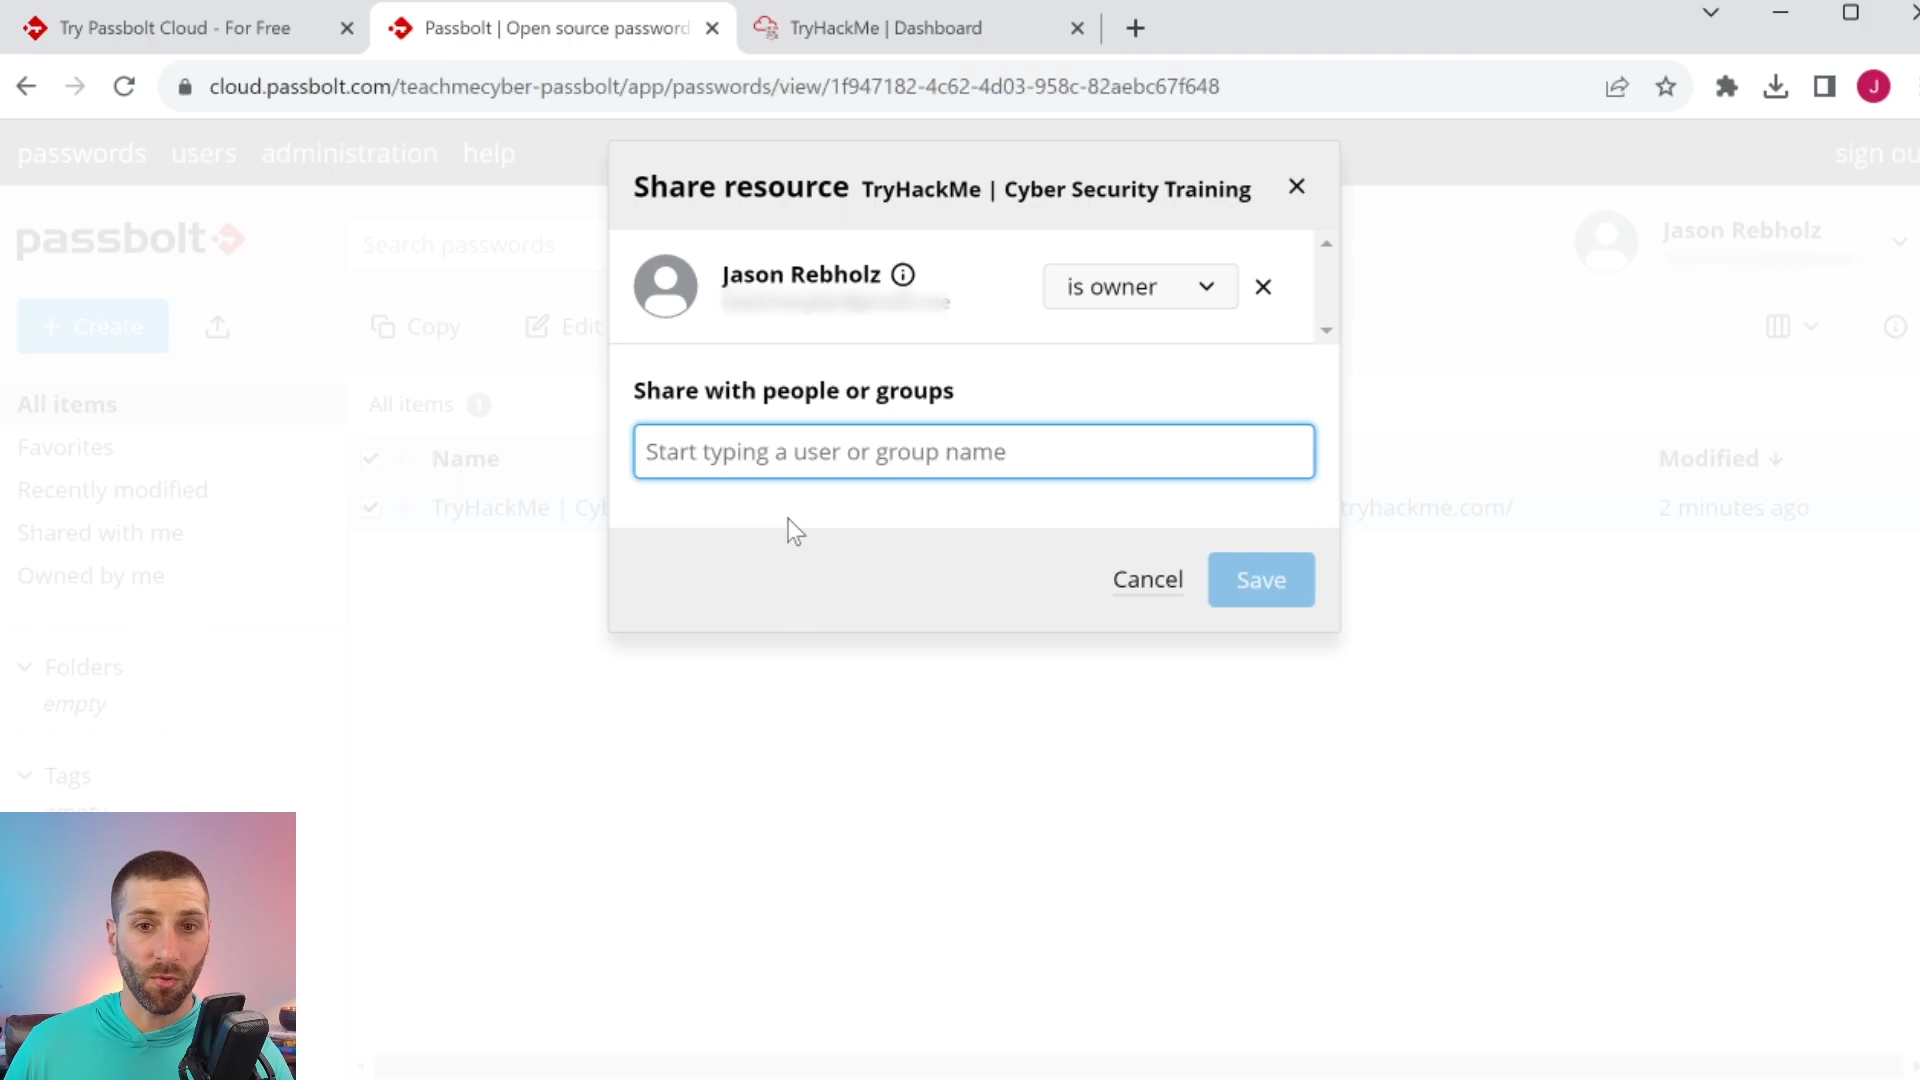 Try Passbolt Cloud - For Free
Passbolt | Open source password
TryHackMe | Dashboard
cloud.passbolt.com/teachmecyber-passbolt/app/passwords/view/1f947182-4c62-4d03-958c-82aebc67f648
J
passwords users administration help
sign ou
Share resource TryHackMe | Cyber Security Training
passbolt
Search passwords
Jason Rebholz
Jason Rebholz
is owner
Create
Copy
Edit
Share with people or groups
Start typing a user or group name
All items
Favorites
Recently modified
Shared with me
Owned by me
All items 1
Name
Modified
TryHackMe | Cyb
tryhackme.com/
2 minutes ago
Cancel
Save
Folders
empty
Tags
empty